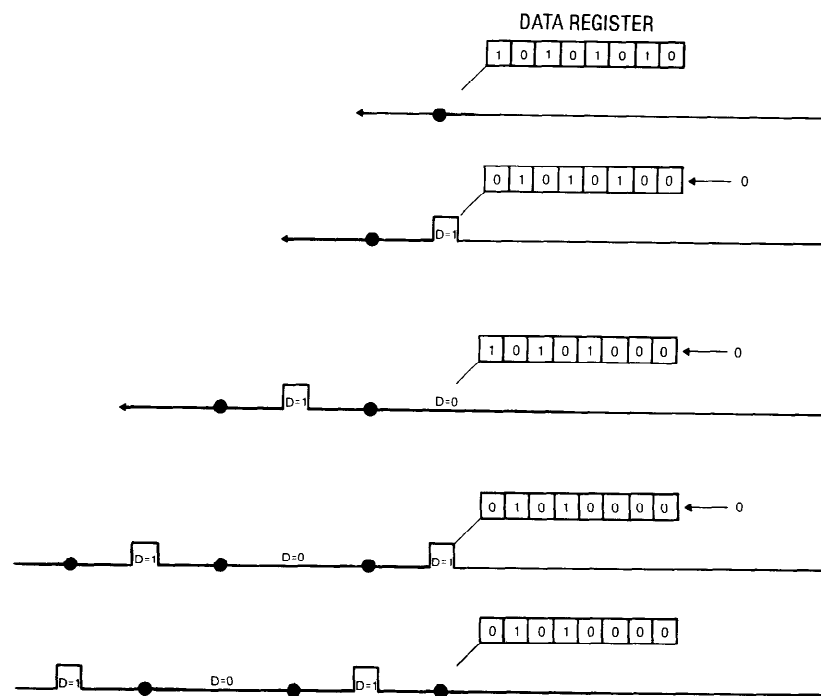 DATA REGISTER
1 0 1 0 1 0 1 0
0 1 0 1 0 1 0 0 0
D=1
1 0 1 0 1 0 0 0 0
D=1 D=0
0 1 0 1 0 0 0 0 0
D=1 D=0 D=1
0 1 0 1 0 0 0 0
D=1 D=0 D=1